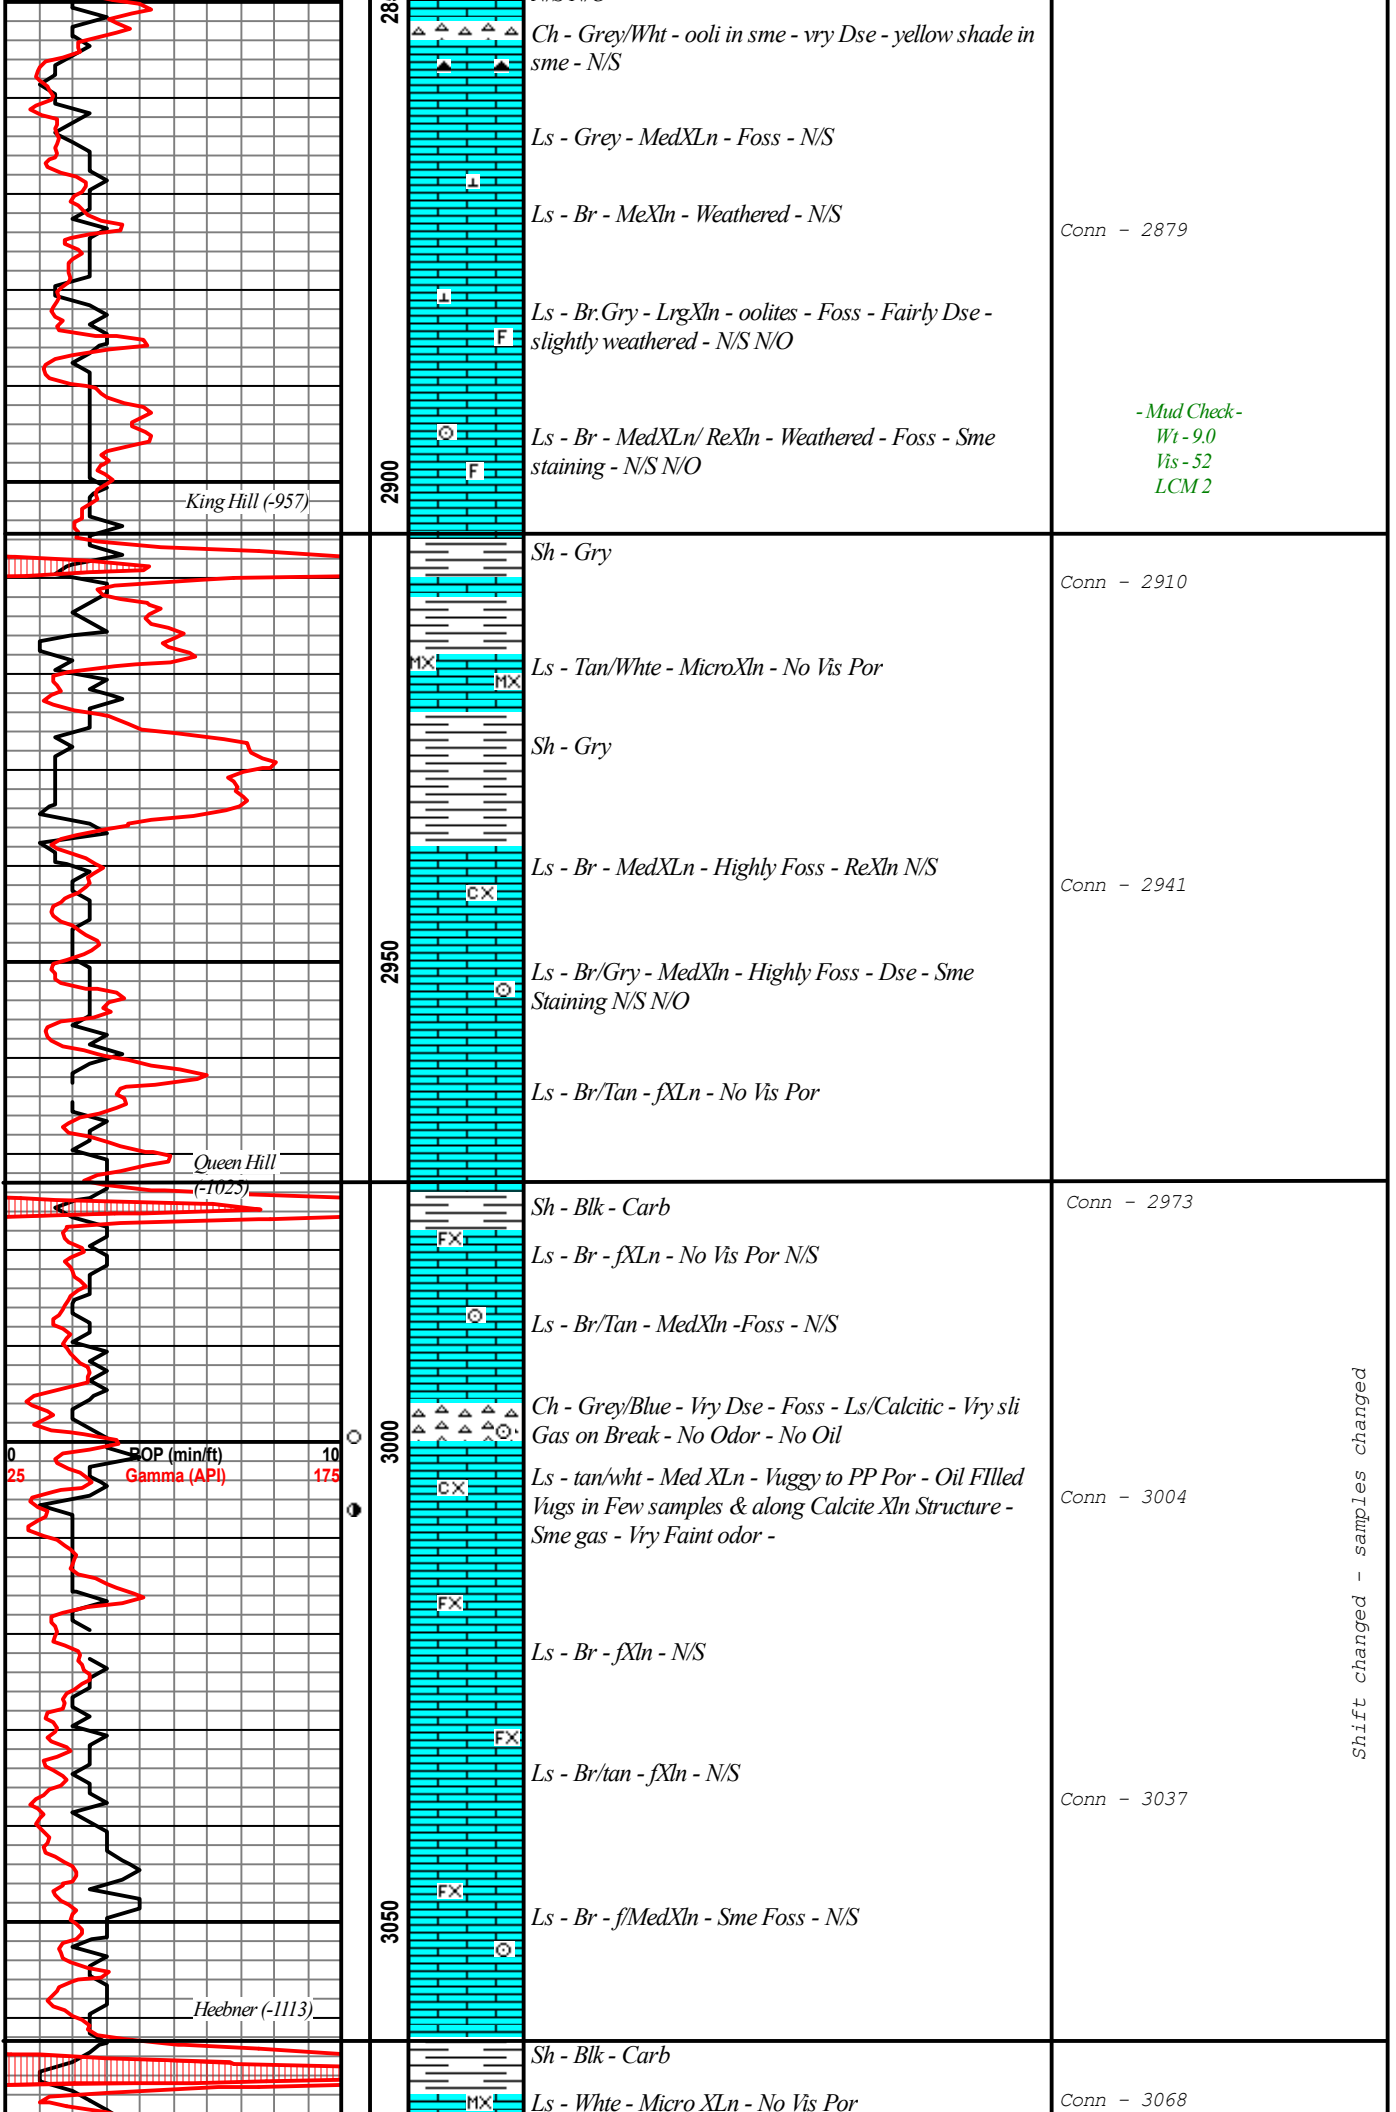 Ch - Grey/Wht - ooli in sme - vry Dse - yellow shade in
sme - N/S
Ls - Grey - MedXLn - Foss - N/S
Ls - Br - MeXln - Weathered - N/S
Conn - 2879
Ls - Br.Gry - LrgXln - oolites - Foss - Fairly Dse -
slightly weathered - N/S N/O
F
- Mud Check -
Wt - 9.0
Vis - 52
LCM 2
Ls - Br - MedXLn/ ReXln - Weathered - Foss - Sme
staining - N/S N/O
F
2900
King Hill (-957)
Sh - Gry
Conn - 2910
MX
Ls - Tan/Whte - MicroXln - No Vis Por
MX
Sh - Gry
Ls - Br - MedXLn - Highly Foss - ReXln N/S
CX
Conn - 2941
2950
Ls - Br/Gry - MedXln - Highly Foss - Dse - Sme
Staining N/S N/O
Ls - Br/Tan - fXLn - No Vis Por
Queen Hill
(-1025)
Sh - Blk - Carb
Conn - 2973
FX
Ls - Br - fXLn - No Vis Por N/S
Ls - Br/Tan - MedXln -Foss - N/S
Ch - Grey/Blue - Vry Dse - Foss - Ls/Calcitic - Vry sli
Gas on Break - No Odor - No Oil
3000
0 ROP (min/ft) 10
25 Gamma (API) 175
Ls - tan/wht - Med XLn - Vuggy to PP Por - Oil FIlled
Vugs in Few samples & along Calcite Xln Structure -
Sme gas - Vry Faint odor -
CX
Conn - 3004
Shift changed - samples changed
FX
Ls - Br - fXln - N/S
FX
Ls - Br/tan - fXln - N/S
Conn - 3037
FX
3050
Ls - Br - f/MedXln - Sme Foss - N/S
Heebner (-1113)
Sh - Blk - Carb
MX
Ls - Whte - Micro XLn - No Vis Por
Conn - 3068